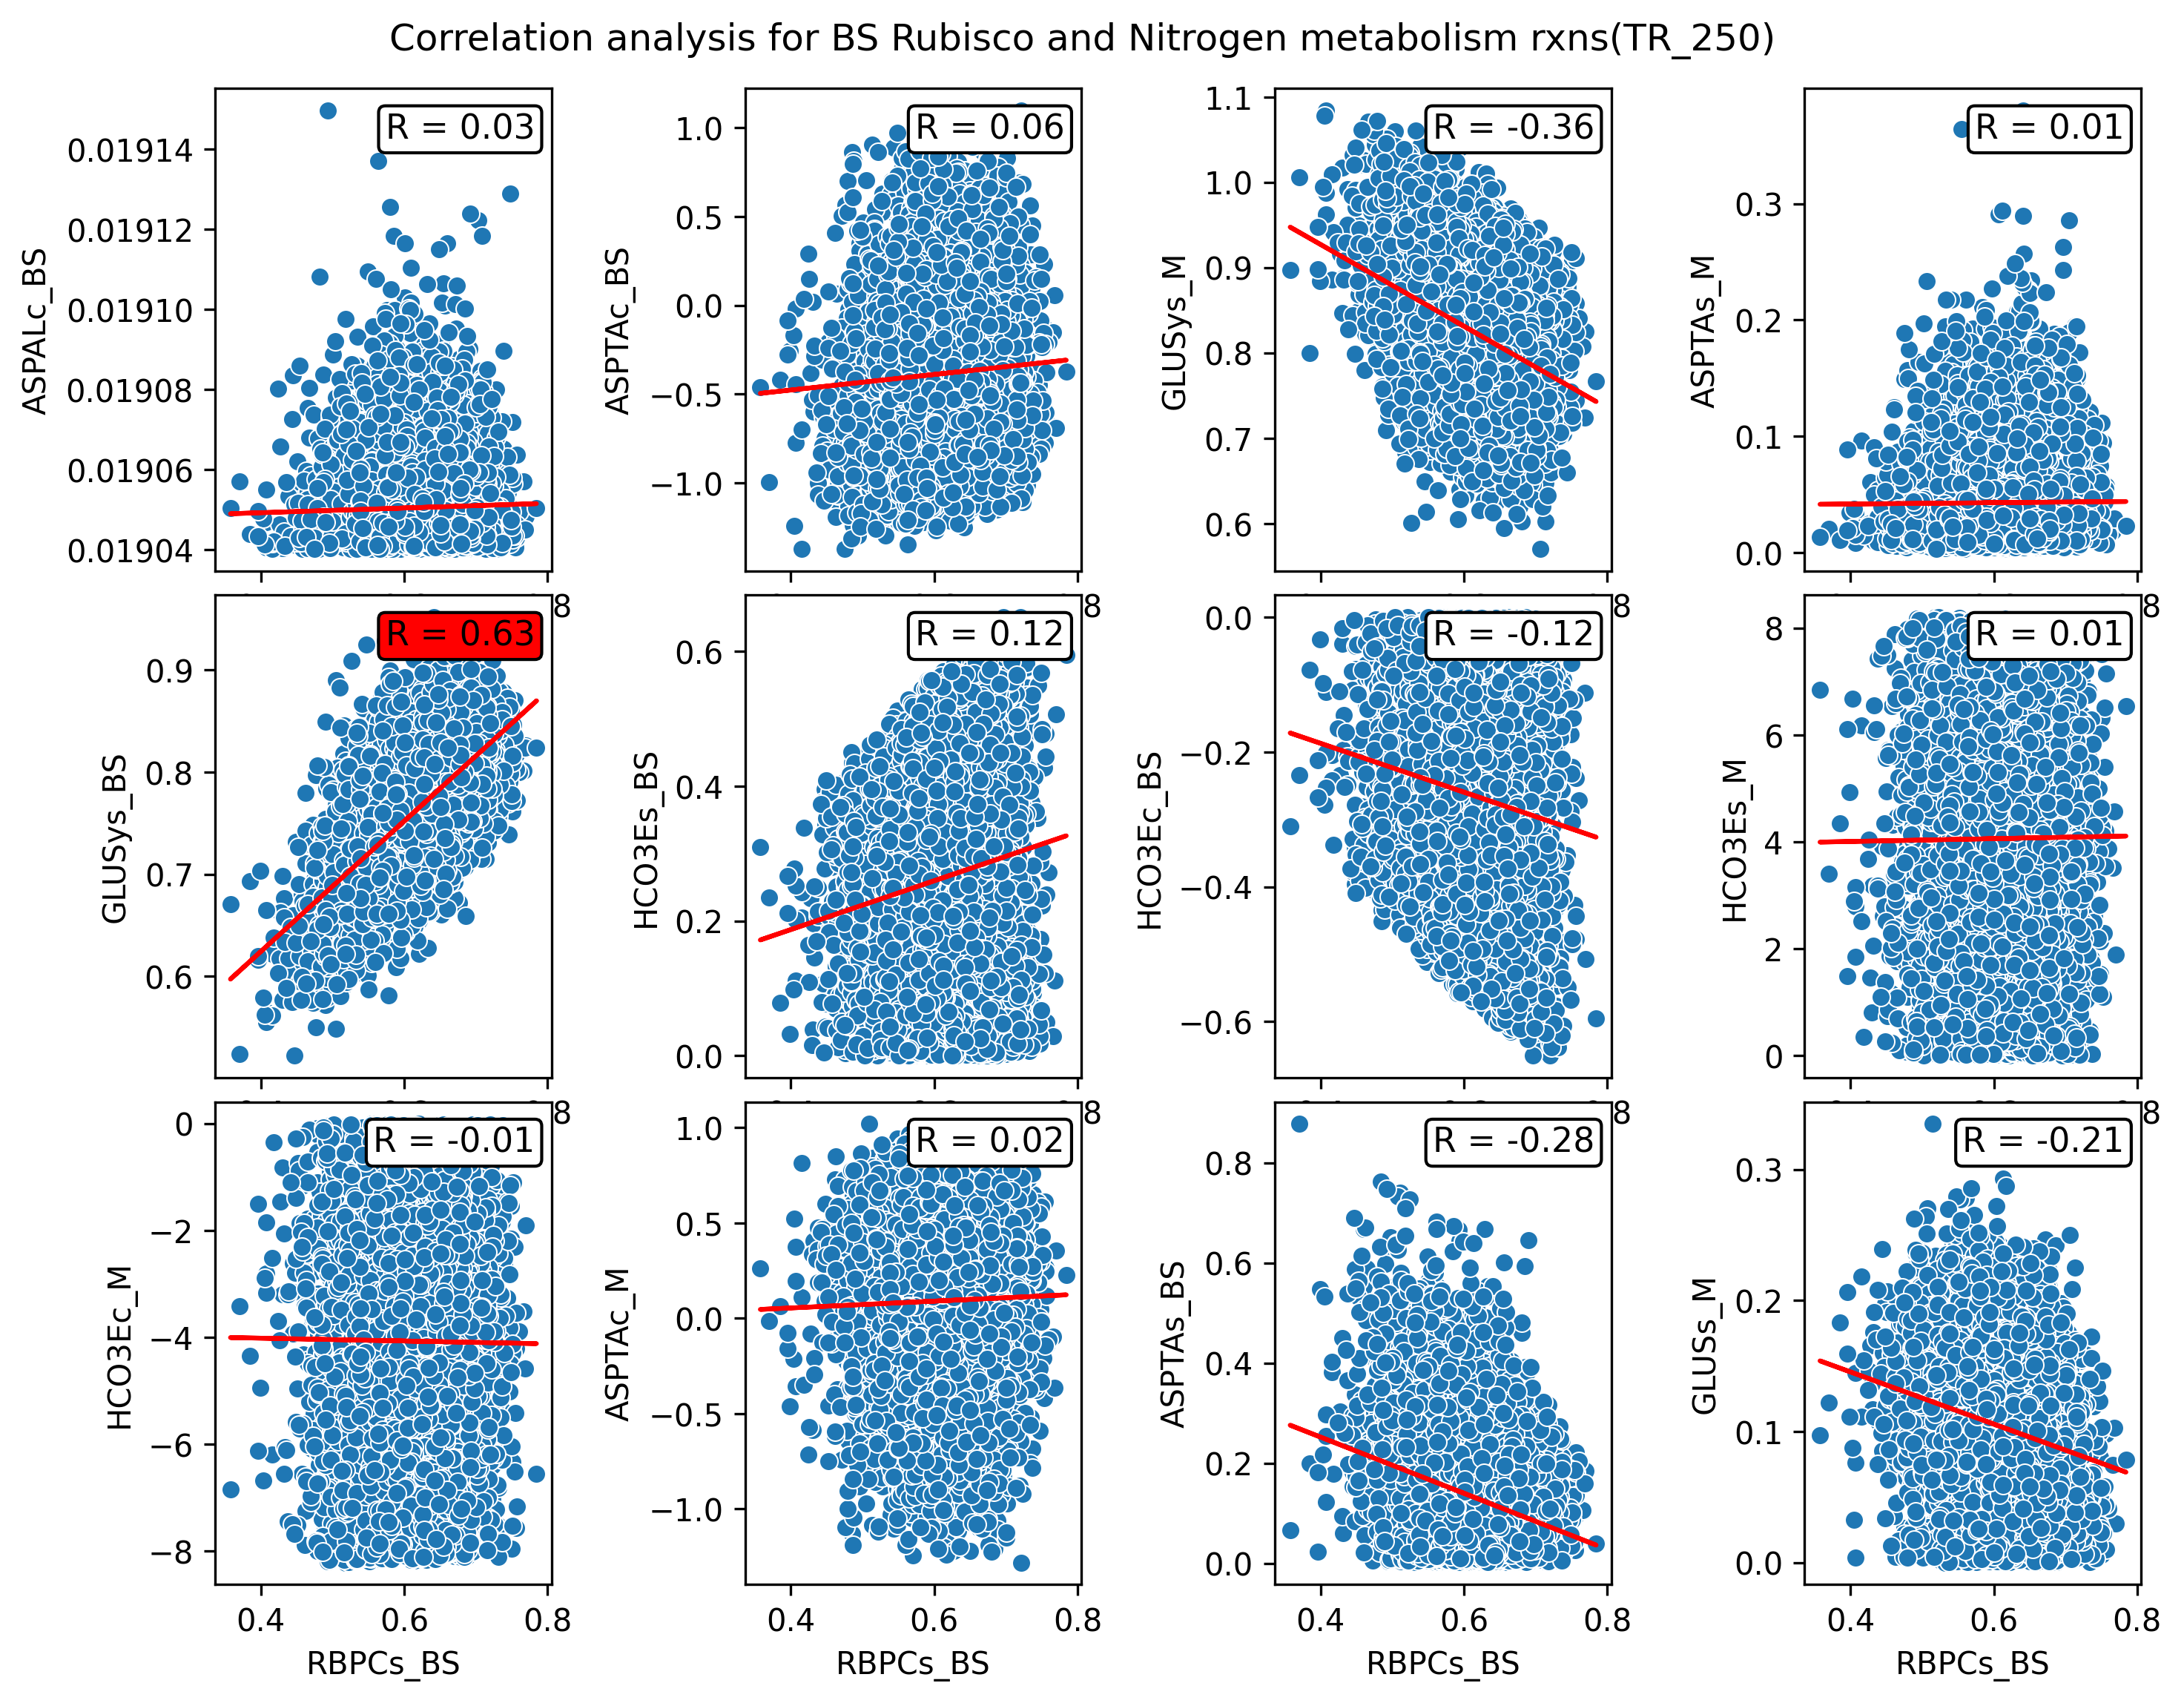 Correlation analysis for BS Rubisco and Nitrogen metabolism rxns(TR_250)
R = 0.03
0.01914
0.01912
0.01910
0.01908
0.01906
0.01904
ASPALc_BS
R = 0.06
1.0
0.5
0.0
−0.5
−1.0
ASPTAc_BS
R = -0.36
1.1
1.0
0.9
0.8
0.7
0.6
GLUSys_M
R = 0.01
0.3
0.2
0.1
0.0
ASPTAs_M
8
8
8
8
R = 0.63
0.9
0.8
0.7
0.6
GLUSys_BS
R = 0.12
0.6
0.4
0.2
0.0
HCO3Es_BS
R = -0.12
0.0
−0.2
−0.4
−0.6
HCO3Ec_BS
R = 0.01
8
6
4
2
0
HCO3Es_M
8
8
8
8
R = -0.01
0
−2
−4
−6
−8
HCO3Ec_M
0.4 0.6 0.8
RBPCs_BS
R = 0.02
1.0
0.5
0.0
−0.5
−1.0
ASPTAc_M
0.4 0.6 0.8
RBPCs_BS
R = -0.28
0.8
0.6
0.4
0.2
0.0
ASPTAs_BS
0.4 0.6 0.8
RBPCs_BS
R = -0.21
0.3
0.2
0.1
0.0
GLUSs_M
0.4 0.6 0.8
RBPCs_BS